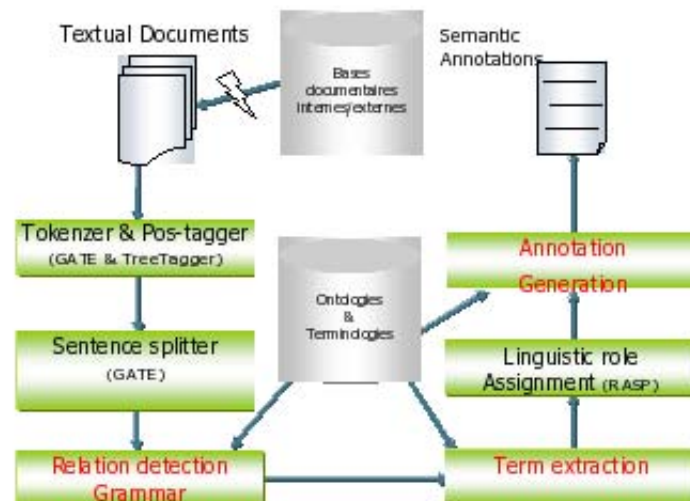 Textual Documents
Bases
documentaires
internes/externes
Semantic
Annotations
Tokenzer & Pos-tagger
(GATE & TreeTagger)
Sentence splitter
(GATE)
Relation detection
Grammar
Ontologies
&
Terminologies
Annotation
Generation
Linguistic role
Assignment (RASP)
Term extraction